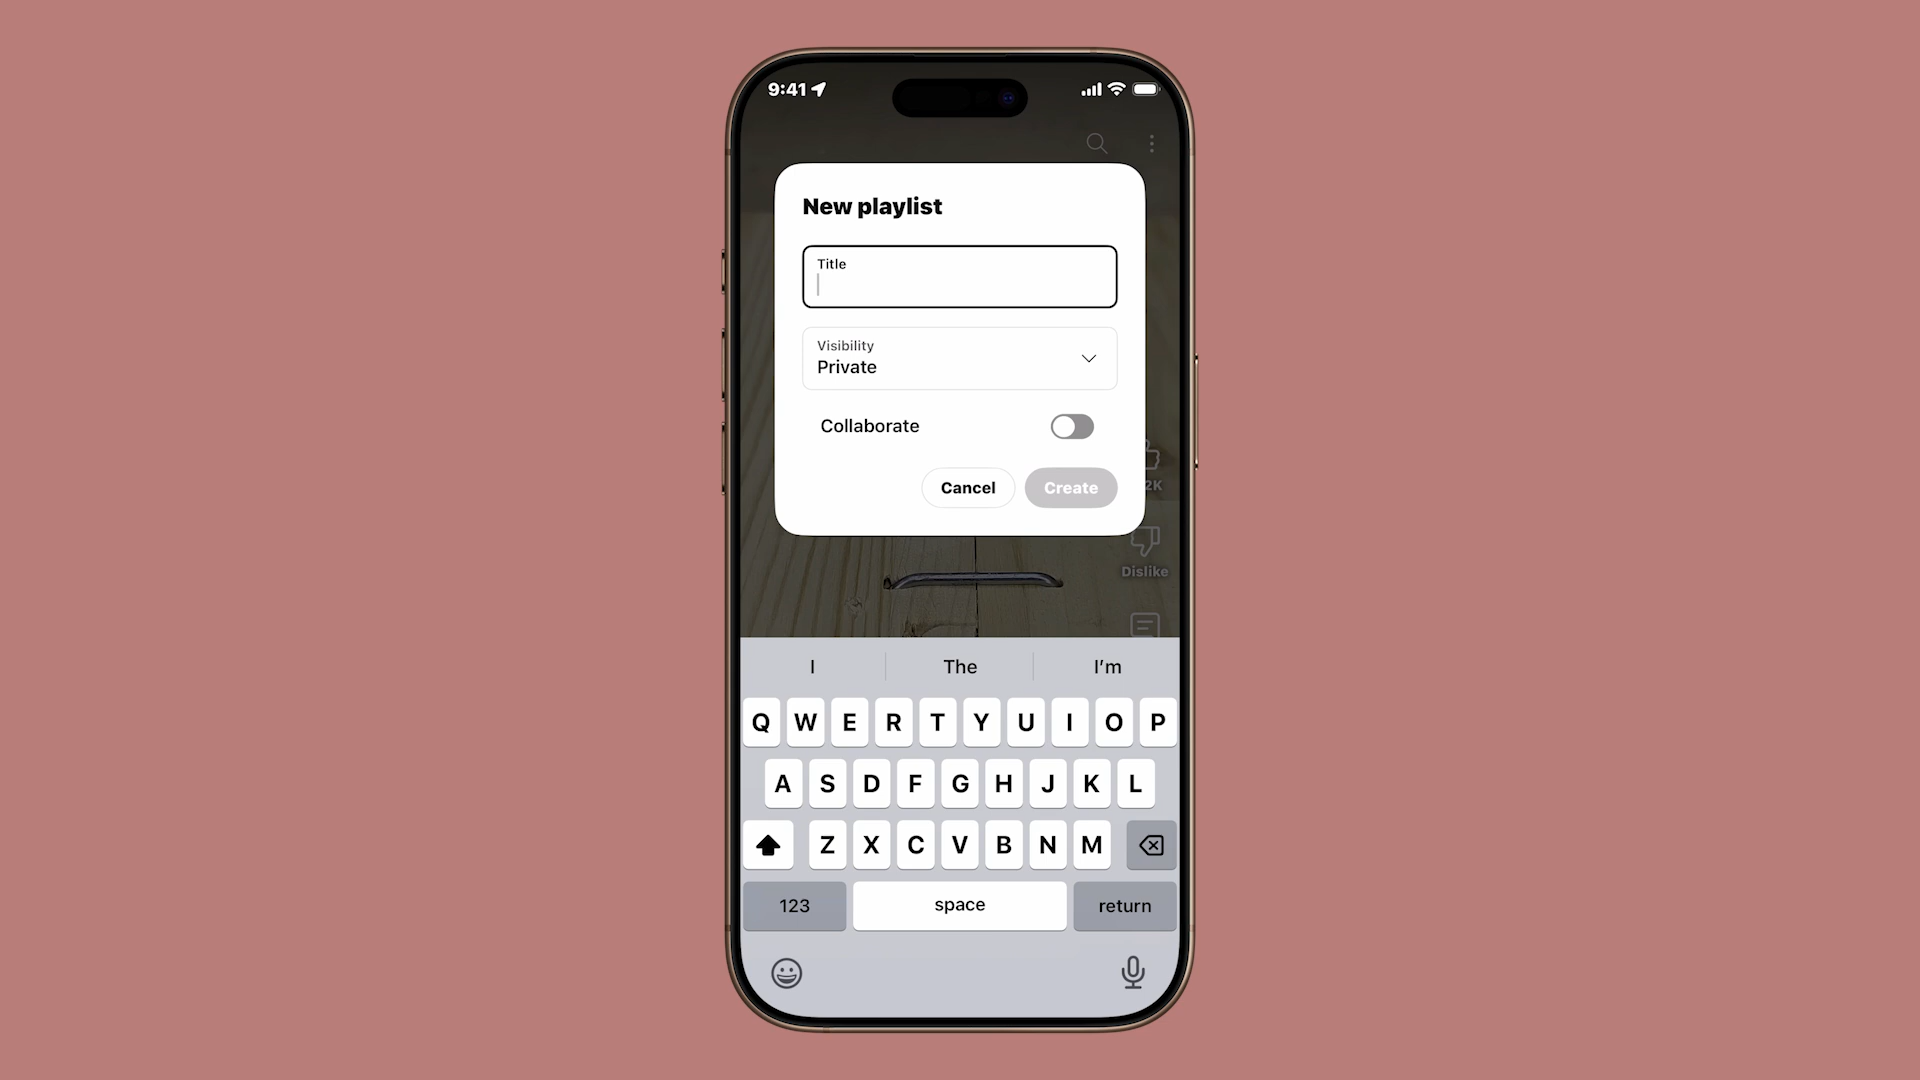 9:41
New playlist
Title
Visibility
Private
Collaborate
Cancel Create
2K
Dislike
I The I’m
Q W E R T Y U I O P
A S D F G H J K L
Z X C V B N M
123 space return